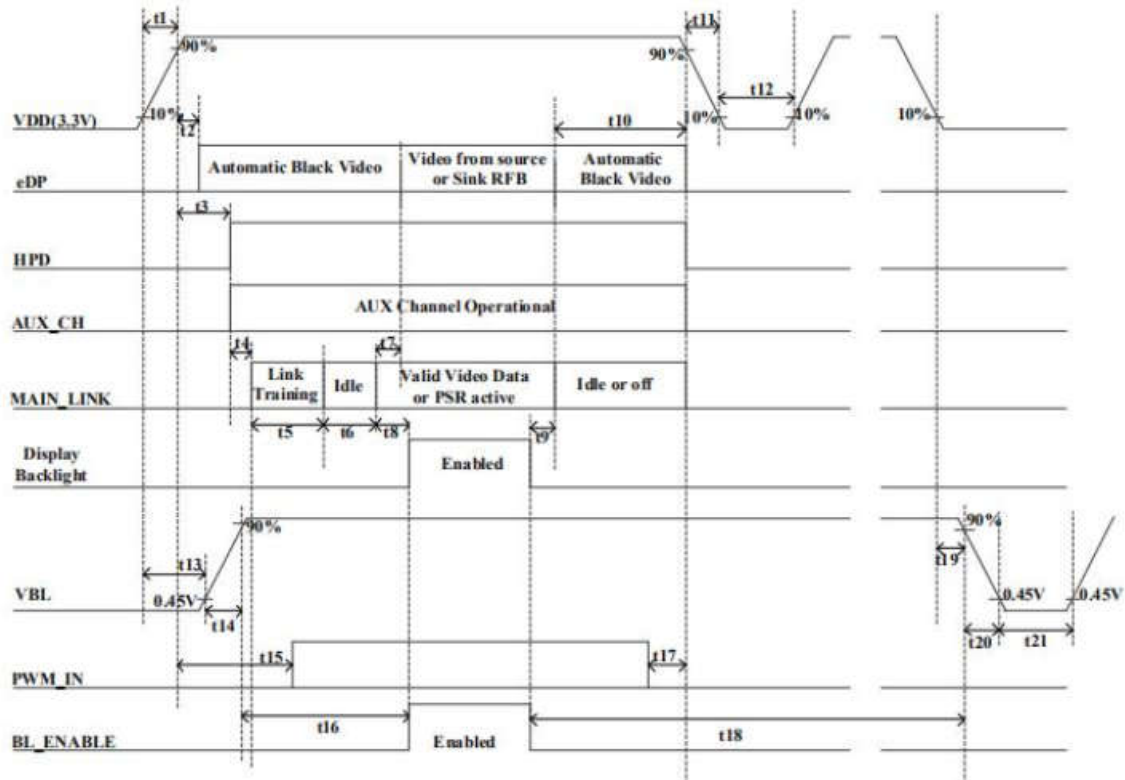 t1
t11
90%
90%
t12
VDD(3.3V)
10%
t2
t10
10%
10%
10%
Automatic Black Video
Video from source
or Sink RFB
Automatic
Black Video
eDP
t3
HPD
AUX Channel Operational
AUX_CH
t4
t7
Link
Training
Idle
Valid Video Data
or PSR active
Idle or off
MAIN_LINK
t5
t6
t8
t9
Display
Backlight
Enabled
90%
90%
t13
t19
VBL
0.45V
0.45V
0.45V
t14
t20
t21
t15
t17
PWM_IN
t16
t18
BL_ENABLE
Enabled